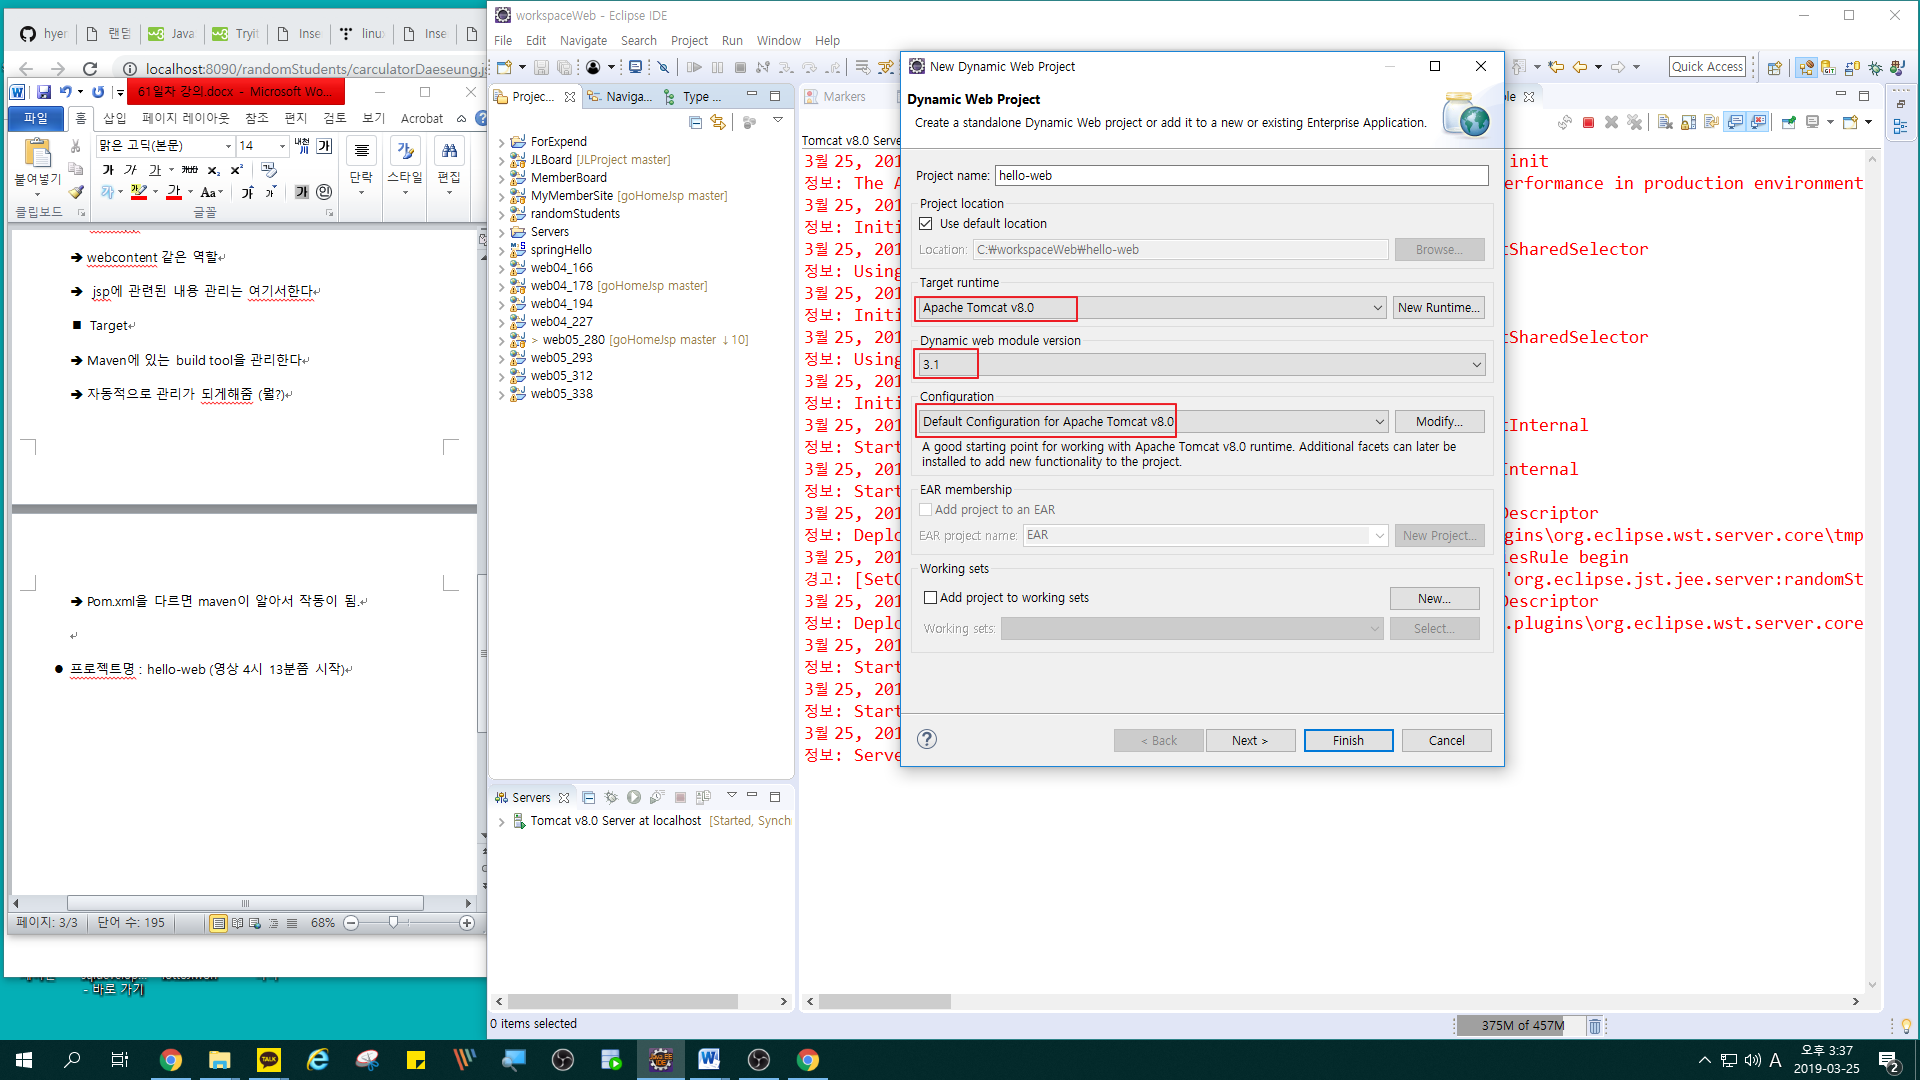 hyer
랜덤
Java
Tryit
Inse
linux
Inse
localhost:8090/randomStudents/carculatorDaeseung.j
61일차 강의.docx - Microsoft Wo...
파일
홈
삽입
페이지 레이아웃
참조
편지
검토
보기
Acrobat
붙여넣기
맑은 고딕(본문)
14
단락
스타일
편집
클립보드
글꼴
➔ webcontent 같은 역할
➔ jsp에 관련된 내용 관리는 여기서한다
■ Target
➔ Maven에 있는 build tool을 관리한다
➔ 자동적으로 관리가 되게해줌 (뭘?)
➔ Pom.xml을 다르면 maven이 알아서 작동이 됨.
● 프로젝트명 : hello-web (영상 4시 13분쯤 시작)
페이지: 3/3
단어 수: 195
68%
- 바로 가기
workspaceWeb - Eclipse IDE
File Edit Navigate Search Project Run Window Help
Quick Access
Projec...
Naviga...
Type ...
ForExpend
JLBoard [JLProject master]
MemberBoard
MyMemberSite [goHomeJsp master]
randomStudents
Servers
springHello
web04_166
web04_178 [goHomeJsp master]
web04_194
web04_227
> web05_280 [goHomeJsp master ↓10]
web05_293
web05_312
web05_338
Servers
Tomcat v8.0 Server at localhost [Started, Synch
0 items selected
Markers
le
Tomcat v8.0 Serve
3월 25, 201
init
정보: The A
erformance in production environment
3월 25, 201
정보: Initi
3월 25, 201
tSharedSelector
정보: Using
3월 25, 201
정보: Initi
3월 25, 201
tSharedSelector
정보: Using
3월 25, 201
정보: Initi
3월 25, 201
tInternal
정보: Start
3월 25, 201
Internal
정보: Start
3월 25, 201
Descriptor
정보: Deplo
gins\org.eclipse.wst.server.core\tmp
3월 25, 201
iesRule begin
경고: [SetC
'org.eclipse.jst.jee.server:randomSt
3월 25, 201
Descriptor
정보: Deplo
.plugins\org.eclipse.wst.server.core
3월 25, 201
정보: Start
3월 25, 201
정보: Start
3월 25, 201
정보: Serve
New Dynamic Web Project
Dynamic Web Project
Create a standalone Dynamic Web project or add it to a new or existing Enterprise Application.
Project name: hello-web
Project location
Use default location
Location: C:₩workspaceWeb₩hello-web
Browse...
Target runtime
Apache Tomcat v8.0
New Runtime...
Dynamic web module version
3.1
Configuration
Default Configuration for Apache Tomcat v8.0
Modify...
A good starting point for working with Apache Tomcat v8.0 runtime. Additional facets can later be
installed to add new functionality to the project.
EAR membership
Add project to an EAR
EAR project name: EAR
New Project...
Working sets
Add project to working sets
New...
Working sets:
Select...
< Back
Next >
Finish
Cancel
375M of 457M
TALK
A
오후 3:37
2019-03-25
2